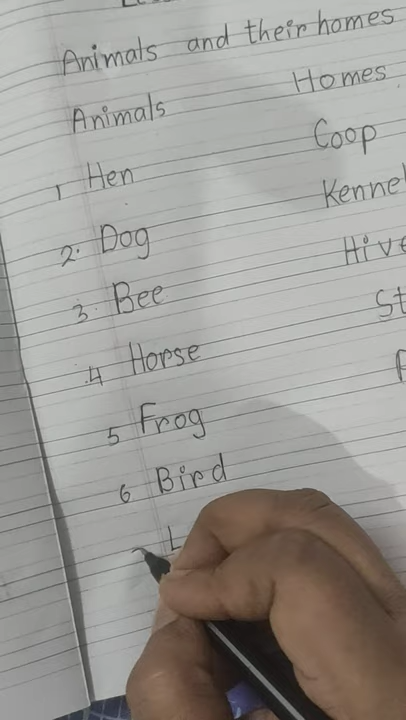 Animals and their homes
Animals Homes
1 Hen Coop
2. Dog Kennel
3. Bee Hive
4 Horse St
5 Frog
6 Bird
L